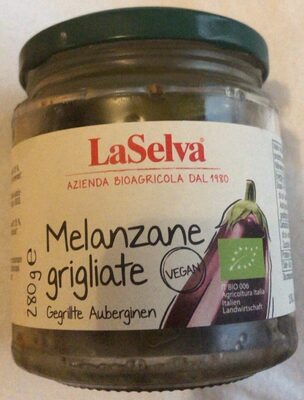 LaSelva®
AZIENDA BIOAGRICOLA DAL 1980
Melanzane
grigliate
VEGAN
Gegrillte Auberginen
280g e
IT BIO 006
Agricoltura Italia
Italien
Landwirtschaft